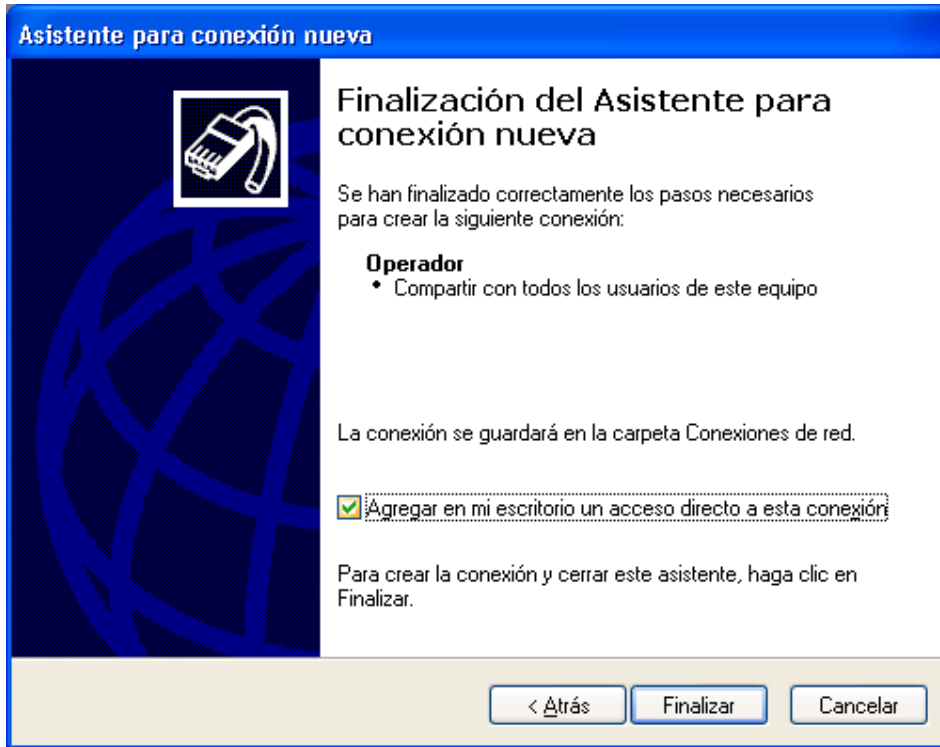 Asistente para conexión nueva
Finalización del Asistente para
conexión nueva
Se han finalizado correctamente los pasos necesarios
para crear la siguiente conexión:
Operador
• Compartir con todos los usuarios de este equipo
La conexión se guardará en la carpeta Conexiones de red.
Agregar en mi escritorio un acceso directo a esta conexión
Para crear la conexión y cerrar este asistente, haga clic en
Finalizar.
< Atrás Finalizar Cancelar